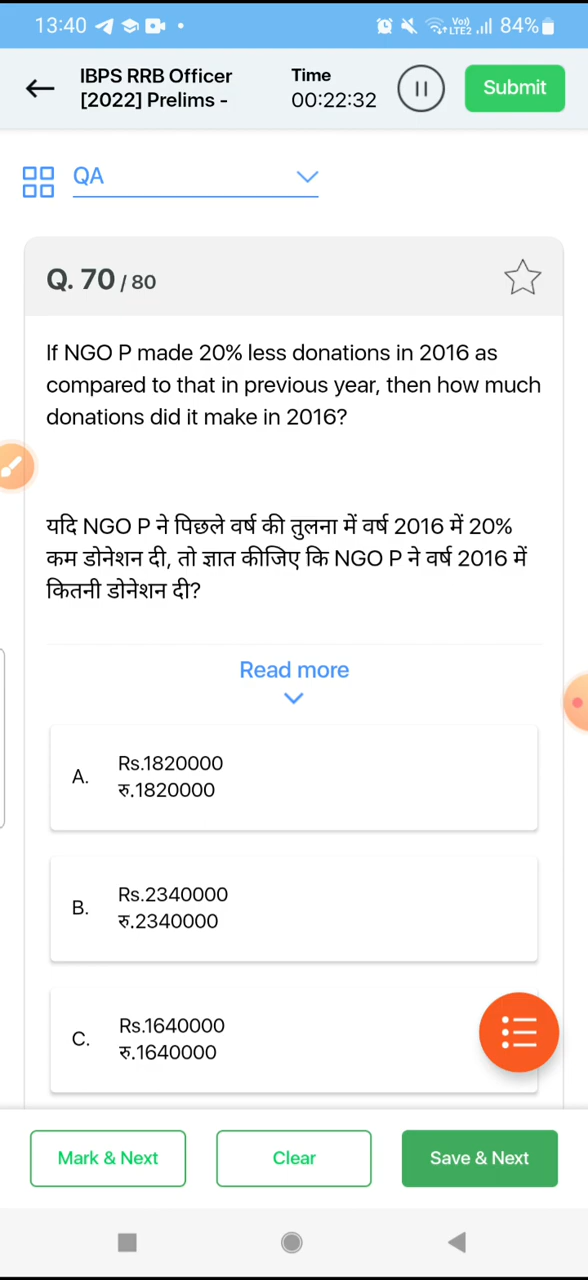 13:40
Vo)) LTE2 84%
IBPS RRB Officer
[2022] Prelims -
Time
00:22:32
Submit
QA
Q. 70 / 80
If NGO P made 20% less donations in 2016 as
compared to that in previous year, then how much
donations did it make in 2016?
यदि NGO P ने पिछले वर्ष की तुलना में वर्ष 2016 में 20%
कम डोनेशन दी, तो ज्ञात कीजिए कि NGO P ने वर्ष 2016 में
कितनी डोनेशन दी?
Read more
A.
Rs.1820000
रु.1820000
B.
Rs.2340000
रु.2340000
C.
Rs.1640000
रु.1640000
Mark & Next
Clear
Save & Next